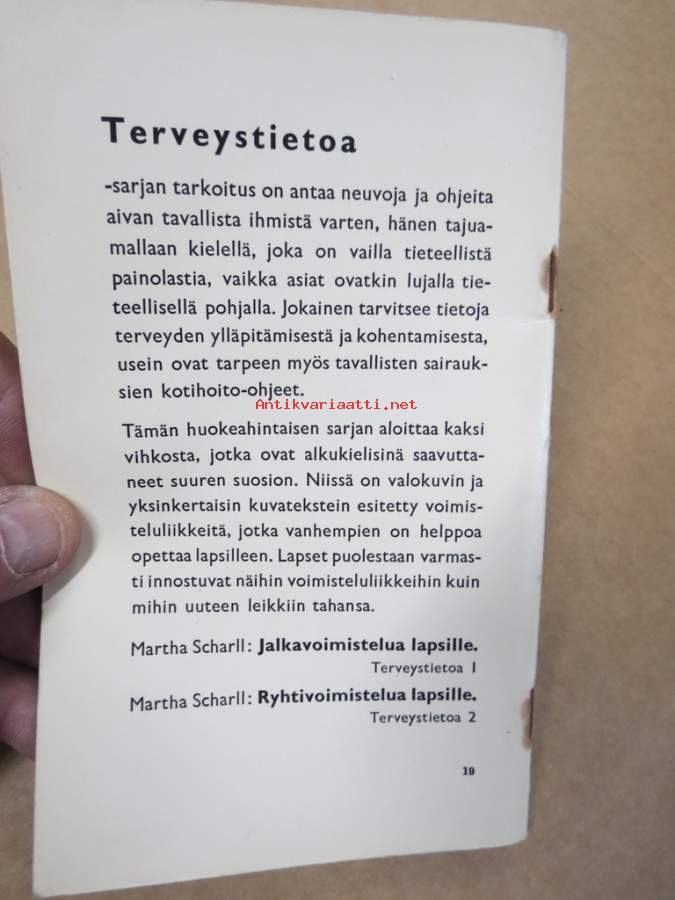 Terveystietoa
-sarjan tarkoitus on antaa neuvoja ja ohjeita
aivan tavallista ihmistä varten, hänen tajua-
mallaan kielellä, joka on vailla tieteellistä
painolastia, vaikka asiat ovatkin lujalla tie-
teellisellä pohjalla. Jokainen tarvitsee tietoja
terveyden ylläpitämisestä ja kohentamisesta,
usein ovat tarpeen myös tavallisten sairauk-
sien kotihoito-ohjeet.
Antikvariaatti.net
Tämän huokeahintaisen sarjan aloittaa kaksi
vihkosta, jotka ovat alkukielisinä saavutta-
neet suuren suosion. Niissä on valokuvin ja
yksinkertaisin kuvatekstein esitetty voimis-
teluliikkeitä, jotka vanhempien on helppoa
opettaa lapsilleen. Lapset puolestaan varmas-
ti innostuvat näihin voimisteluliikkeihin kuin
mihin uuteen leikkiin tahansa.
Martha Scharll: Jalkavoimistelua lapsille.
Terveystietoa 1
Martha Scharll: Ryhtivoimistelua lapsille.
Terveystietoa 2
19